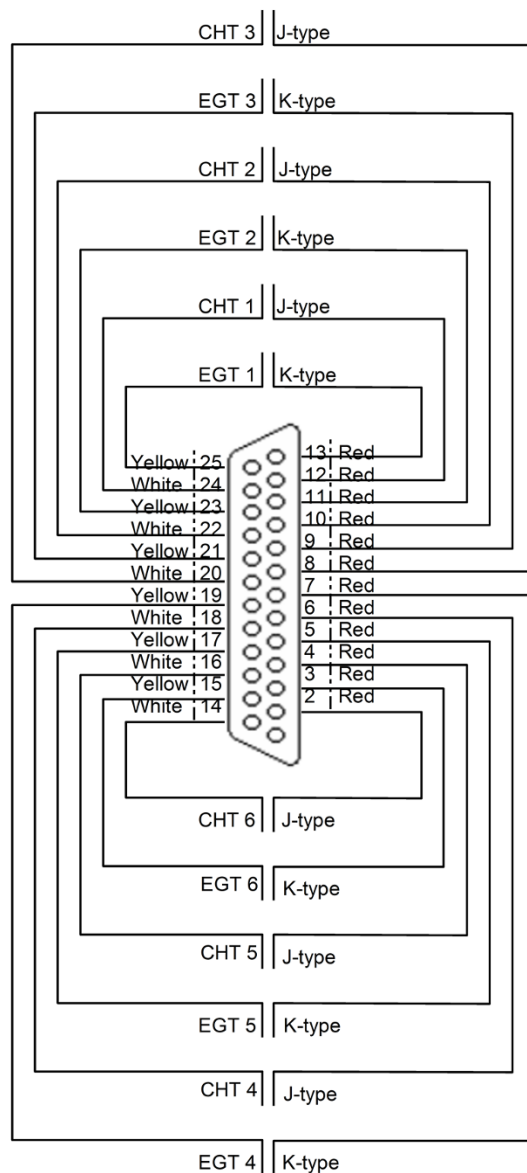 CHT 3 J-type
EGT 3 K-type
CHT 2 J-type
EGT 2 K-type
CHT 1 J-type
EGT 1 K-type
Yellow 25 13 Red
White 24 12 Red
Yellow 23 11 Red
White 22 10 Red
Yellow 21 9 Red
White 20 8 Red
Yellow 19 7 Red
White 18 6 Red
Yellow 17 5 Red
White 16 4 Red
Yellow 15 3 Red
White 14 2 Red
CHT 6 J-type
EGT 6 K-type
CHT 5 J-type
EGT 5 K-type
CHT 4 J-type
EGT 4 K-type